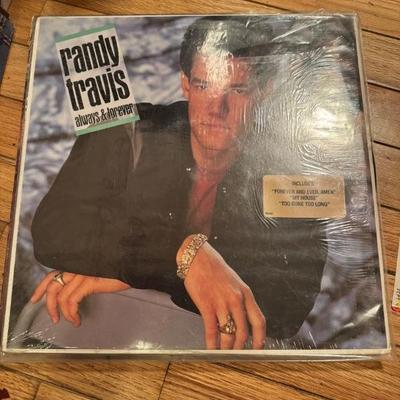 randy
travis
always & forever
INCLUDES
"FOREVER AND EVER, AMEN"
"MY HOUSE"
"TOO GONE TOO LONG"